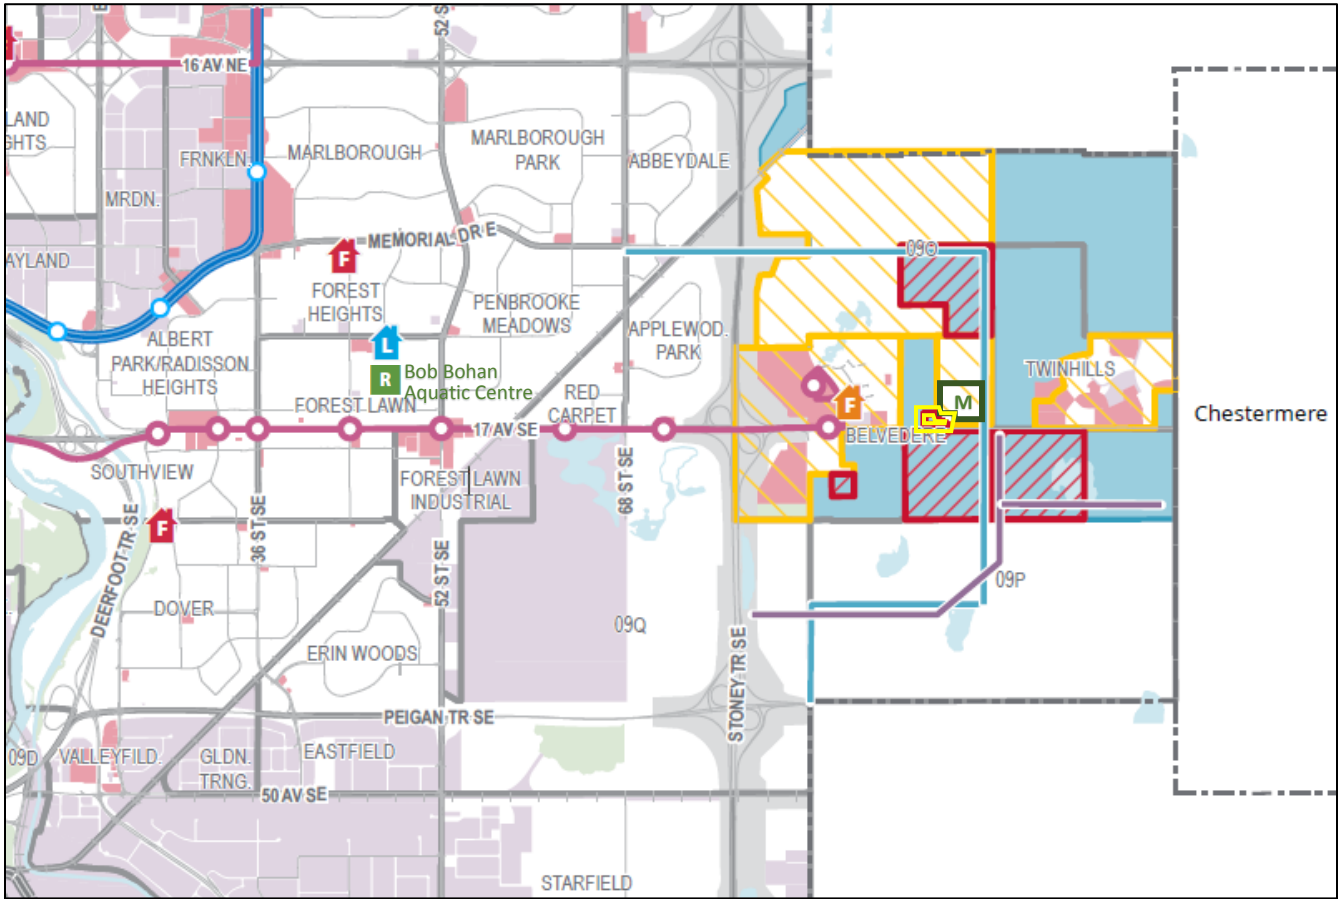 52 S
16 AV NE
LAND
GHTS
FRNKLN.
MARLBOROUGH
MARLBOROUGH
PARK
ABBEYDALE
MRDN.
MEMORIAL DR E
09O
AYLAND
F
FOREST
HEIGHTS
PENBROOKE
MEADOWS
ALBERT
PARK/RADISSON
HEIGHTS
L
APPLEWOD.
PARK
R
Bob Bohan
Aquatic Centre
TWINHILLS
RED
CARPET
FOREST LAWN
F
M
Chestermere
17 AV SE
BELVEDERE
SOUTHVIEW
FOREST LAWN
INDUSTRIAL
68 ST SE
F
36 ST SE
DEERFOOT TR SE
52 ST SE
09P
DOVER
09Q
ERIN WOODS
STONEY TR SE
PEIGAN TR SE
09D
VALLEYFILD.
GLDN.
TRNG.
EASTFIELD
50 AV SE
STARFIELD